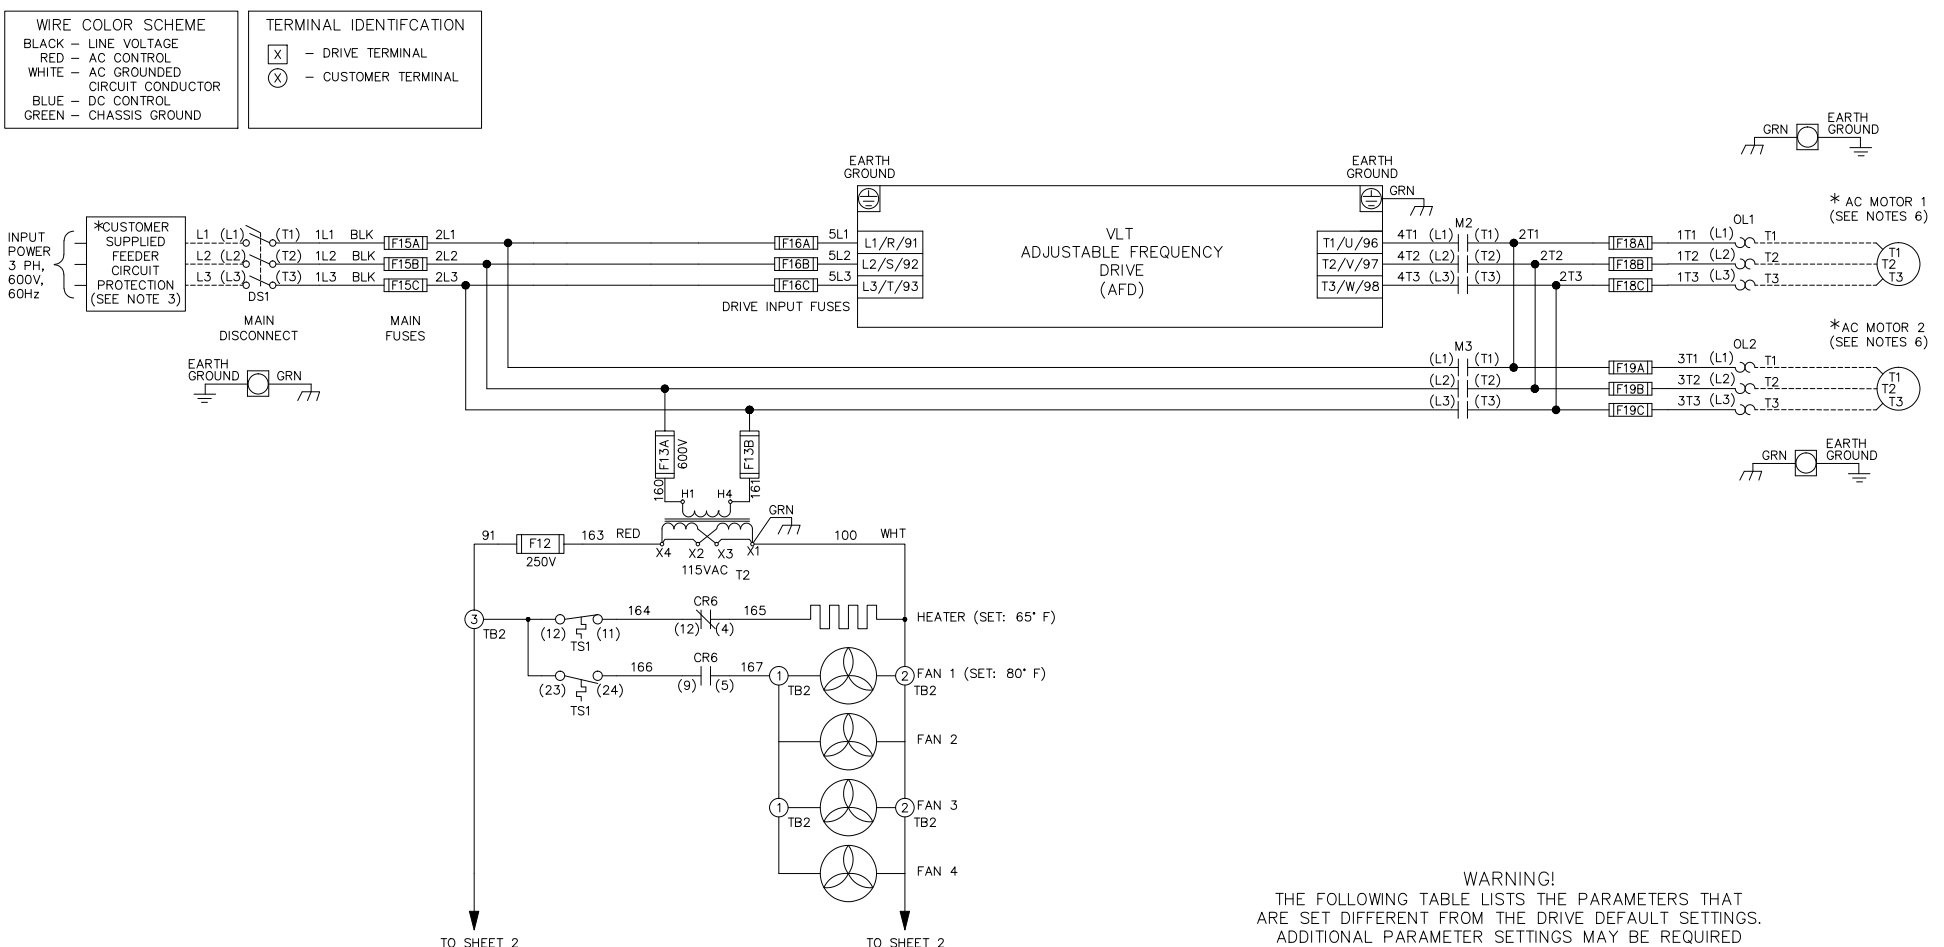 WIRE COLOR SCHEME
BLACK – LINE VOLTAGE
RED – AC CONTROL
WHITE – AC GROUNDED
CIRCUIT CONDUCTOR
BLUE – DC CONTROL
GREEN – CHASSIS GROUND
TERMINAL IDENTIFCATION
X – DRIVE TERMINAL
X – CUSTOMER TERMINAL
GRN
EARTH
GROUND
INPUT
POWER
3 PH,
600V,
60Hz
*CUSTOMER
SUPPLIED
FEEDER
CIRCUIT
PROTECTION
(SEE NOTE 3)
L1 (L1) (T1) 1L1 BLK F15A 2L1
L2 (L2) (T2) 1L2 BLK F15B 2L2
L3 (L3) (T3) 1L3 BLK F15C 2L3
DS1
MAIN
DISCONNECT
MAIN
FUSES
EARTH
GROUND
GRN
F16A 5L1
F16B 5L2
F16C 5L3
DRIVE INPUT FUSES
EARTH
GROUND
L1/R/91
L2/S/92
L3/T/93
VLT
ADJUSTABLE FREQUENCY
DRIVE
(AFD)
EARTH
GROUND
GRN
T1/U/96
T2/V/97
T3/W/98
M2
4T1 (L1) (T1) 2T1
4T2 (L2) (T2) 2T2
4T3 (L3) (T3) 2T3
OL1
F18A 1T1 (L1) T1
F18B 1T2 (L2) T2
F18C 1T3 (L3) T3
* AC MOTOR 1
(SEE NOTES 6)
T1
T2
T3
M3
(L1) (T1)
(L2) (T2)
(L3) (T3)
OL2
F19A 3T1 (L1) T1
F19B 3T2 (L2) T2
F19C 3T3 (L3) T3
*AC MOTOR 2
(SEE NOTES 6)
T1
T2
T3
GRN
EARTH
GROUND
F13A
600V
F13B
160
161
H1 H4
GRN
91 F12 163 RED
250V
X4 X2 X3 X1
100 WHT
115VAC T2
3
TB2
(12) (11)
TS1
164
CR6
(12) (4)
165
HEATER (SET: 65° F)
(23) (24)
TS1
166
CR6
(9) (5)
167
1
TB2
2
TB2
FAN 1 (SET: 80° F)
FAN 2
1
TB2
2
TB2
FAN 3
FAN 4
TO SHEET 2
TO SHEET 2
WARNING!
THE FOLLOWING TABLE LISTS THE PARAMETERS THAT
ARE SET DIFFERENT FROM THE DRIVE DEFAULT SETTINGS.
ADDITIONAL PARAMETER SETTINGS MAY BE REQUIRED